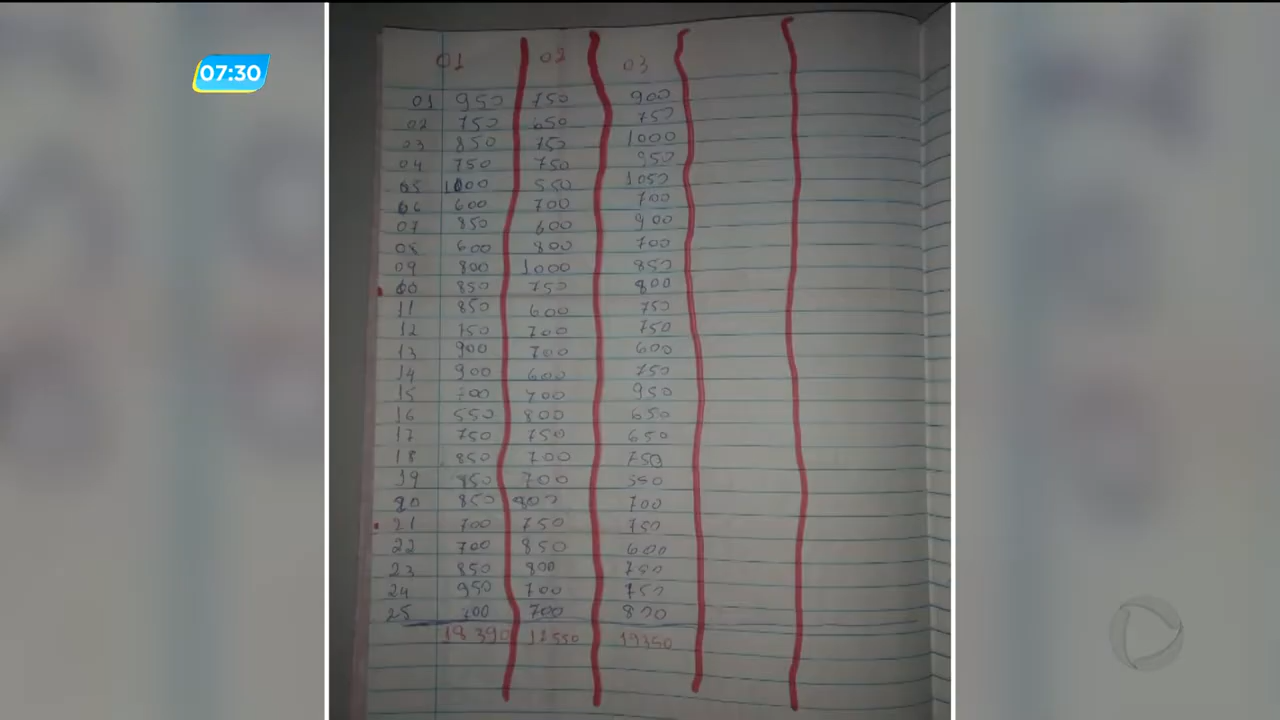 07:30
01 02 03
01 950 750 900
02 750 650 750
03 850 750 1000
04 750 750 950
05 1000 550 1050
06 600 700 700
07 850 600 900
08 600 800 700
09 800 1000 850
850 750 800
11 850 600 750
12 750 700 750
13 900 700 600
14 900 600 750
15 700 700 950
16 550 800 650
17 750 750 650
18 850 700 750
19 850 700
20 850 800 700
21 700 750 750
22 700 850 600
23 850 800 750
24 950 700 750
25 700 700 800
18 390 19350